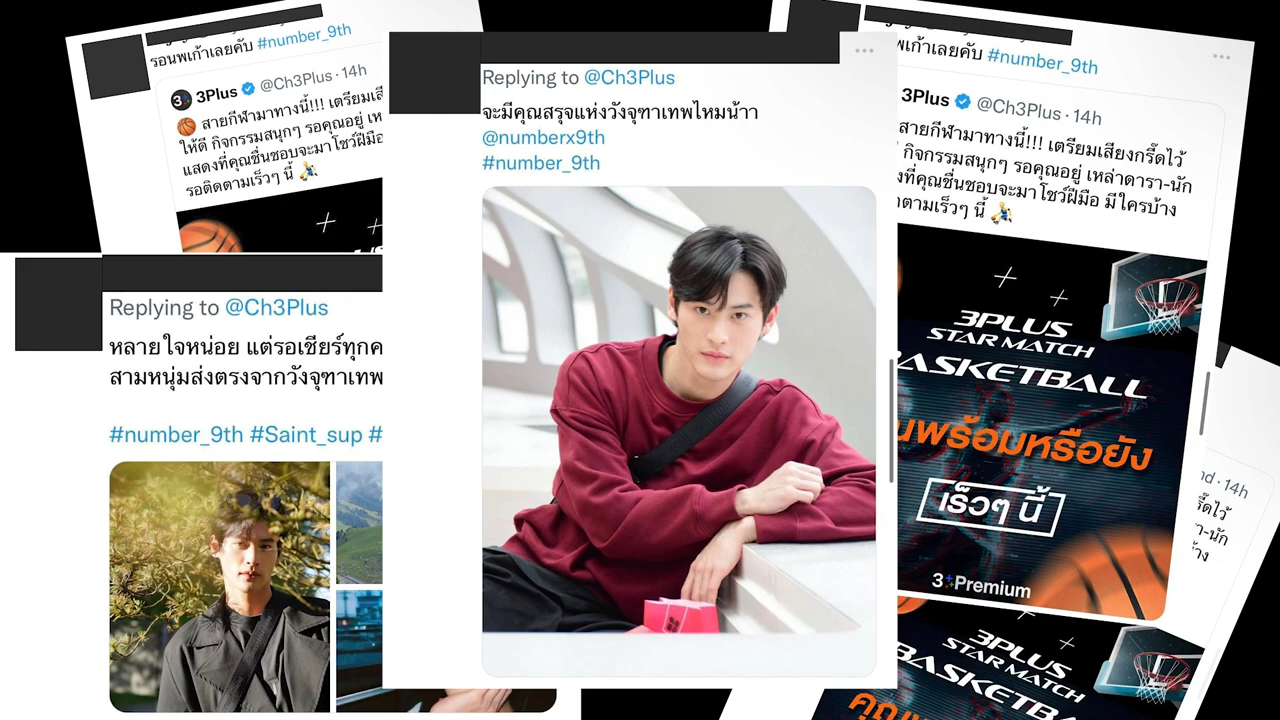 รอนพเก้าเลยคับ #number_9th
3Plus @Ch3Plus · 14h
🏀 สายกีฬามาทางนี้!!! เตรียมเสี
ให้ดี กิจกรรมสนุกๆ รอคุณอยู่ เห
แสดงที่คุณชื่นชอบจะมาโชว์ฝีมือ
รอติดตามเร็วๆ นี้ ⛹️‍♂️
Replying to @Ch3Plus
หลายใจหน่อย แต่รอเชียร์ทุกค
สามหนุ่มส่งตรงจากวังจุฑาเทพ
#number_9th #Saint_sup #
Replying to @Ch3Plus
จะมีคุณสรุจแห่งวังจุฑาเทพไหมน้าา
@numberx9th
#number_9th
พเก้าเลยคับ #number_9th
3Plus @Ch3Plus · 14h
สายกีฬามาทางนี้!!! เตรียมเสียงกรี๊ดไว้
กิจกรรมสนุกๆ รอคุณอยู่ เหล่าดารา-นัก
งที่คุณชื่นชอบจะมาโชว์ฝีมือ มีใครบ้าง
ตามเร็วๆ นี้ ⛹️‍♂️
3PLUS
STAR MATCH
BASKETBALL
นพร้อมหรือยัง
เร็วๆ นี้
3+Premium
nd · 14h
รี๊ดไว้
า-นัก
บ้าง
3PLUS
STAR MATCH
BASKETBALL
คุณ